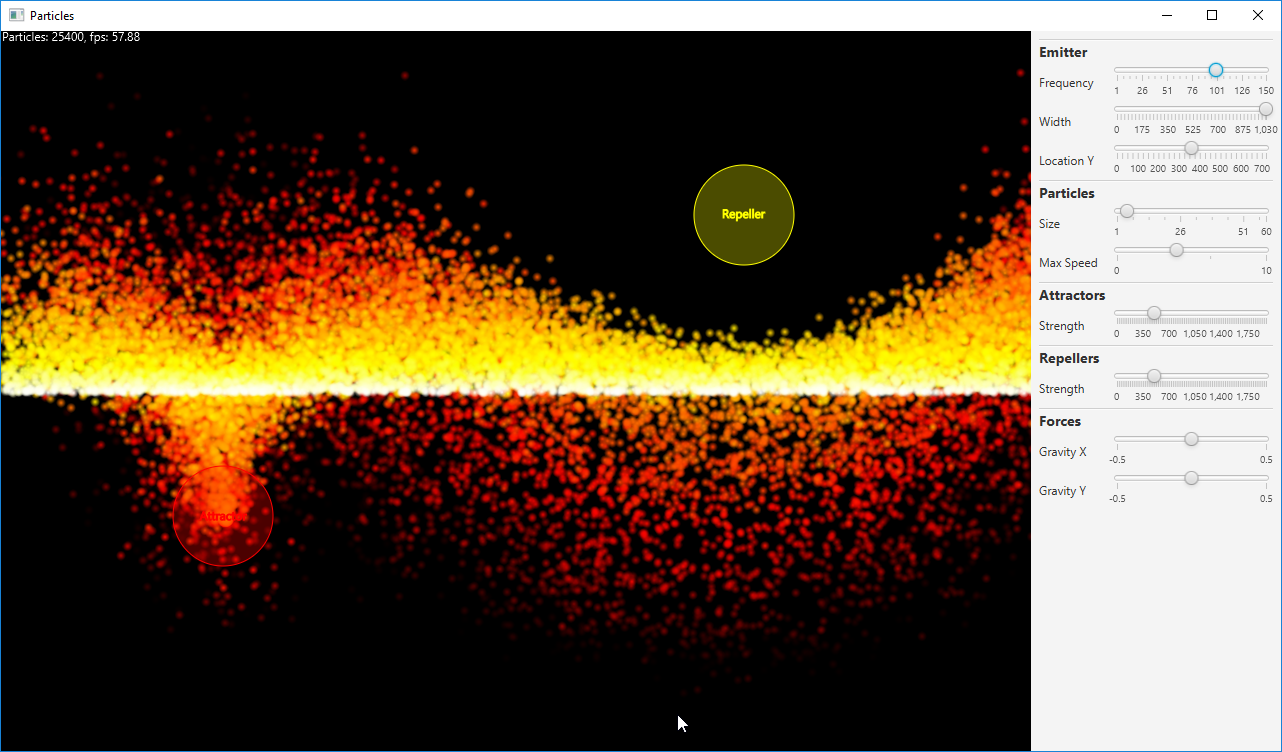 Particles
Particles: 25400, fps: 57.88
Repeller
Emitter
Frequency
1 26 51 76 101 126 150
Width
0 175 350 525 700 875 1,030
Location Y
0 100 200 300 400 500 600 700
Particles
Size
1 26 51 60
Max Speed
0 10
Attractors
Strength
0 350 700 1,050 1,400 1,750
Repellers
Strength
0 350 700 1,050 1,400 1,750
Forces
Gravity X
-0.5 0.5
Gravity Y
-0.5 0.5